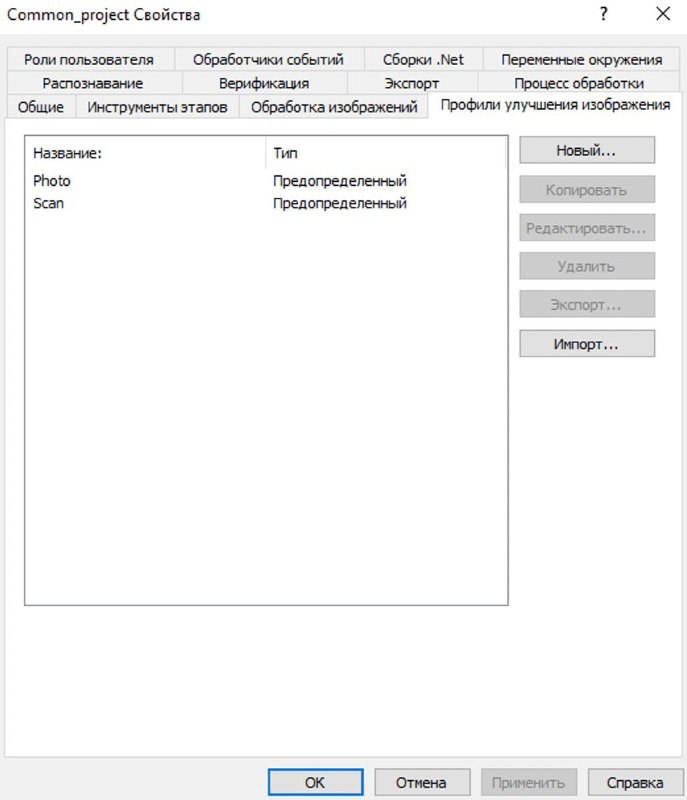 Common_project Свойства ?
Роли пользователя Обработчики событий Сборки .Net Переменные окружения
Распознавание Верификация Экспорт Процесс обработки
Общие Инструменты этапов Обработка изображений Профили улучшения изображения
Название: Тип
Photo Предопределенный
Scan Предопределенный
Новый...
Копировать
Редактировать...
Удалить
Экспорт...
Импорт...
ОК Отмена Применить Справка